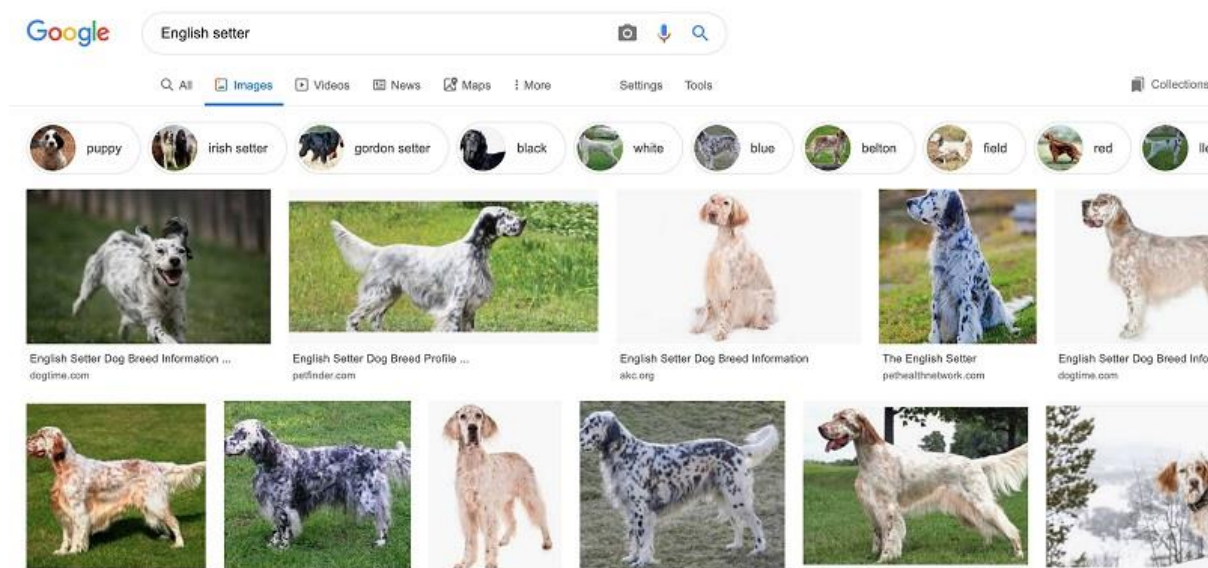 Google
English setter
All Images Videos News Maps More Settings Tools Collections
puppy irish setter gordon setter black white blue belton field red
English Setter Dog Breed Information ... English Setter Dog Breed Profile ... English Setter Dog Breed Information The English Setter English Setter Dog Breed Info
dogtime.com petfinder.com akc.org pethealthnetwork.com dogtime.com